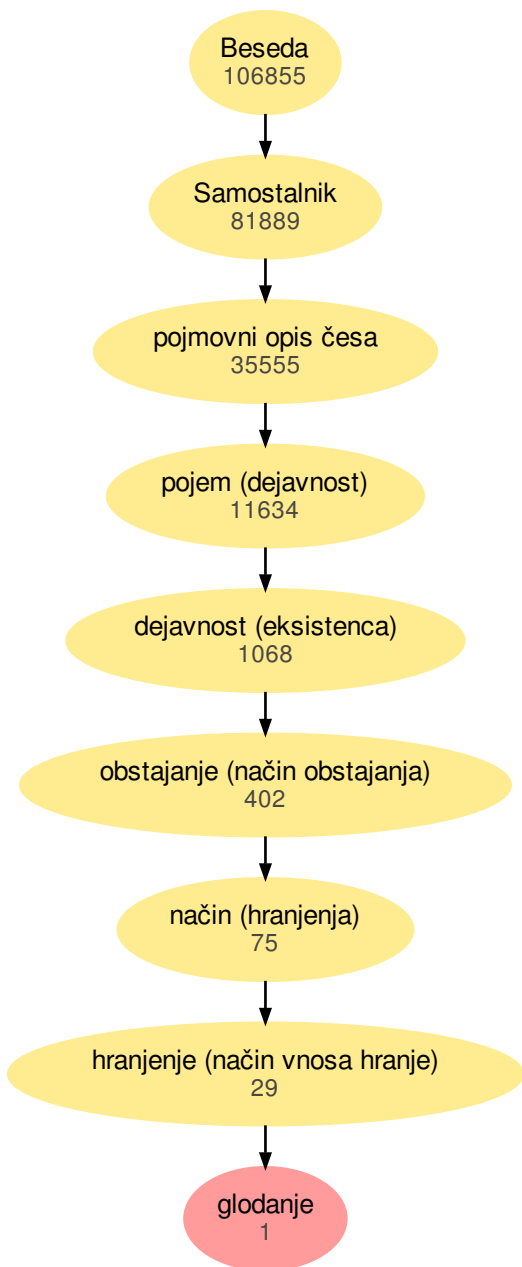 Beseda
106855
Samostalnik
81889
pojmovni opis česa
35555
pojem (dejavnost)
11634
dejavnost (eksistenca)
1068
obstajanje (način obstajanja)
402
način (hranjenja)
75
hranjenje (način vnosa hranje)
29
glodanje
1